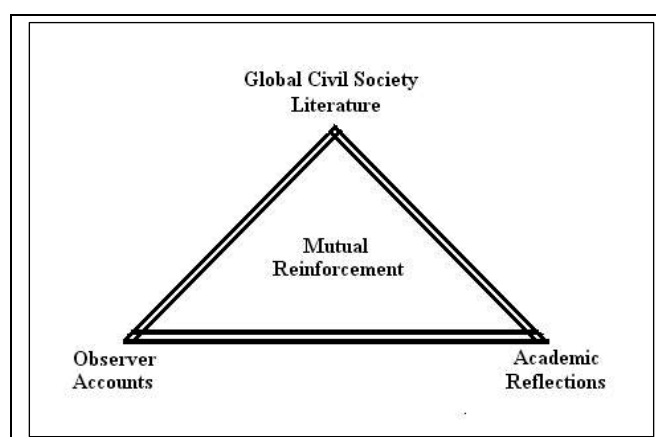 Global Civil Society
Literature
Mutual
Reinforcement
Observer
Accounts
Academic
Reflections